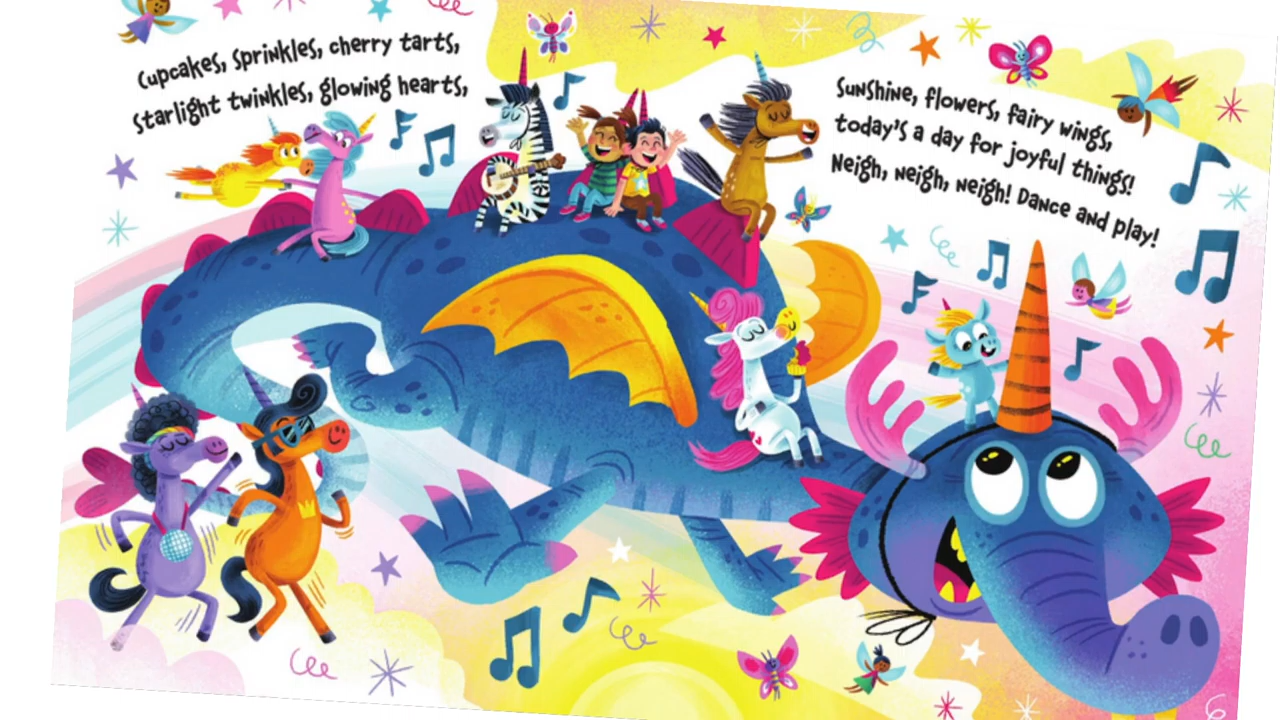 Cupcakes, sprinkles, cherry tarts,
starlight twinkles, glowing hearts,
Sunshine, flowers, fairy wings,
today's a day for joyful things!
Neigh, neigh, neigh! Dance and play!